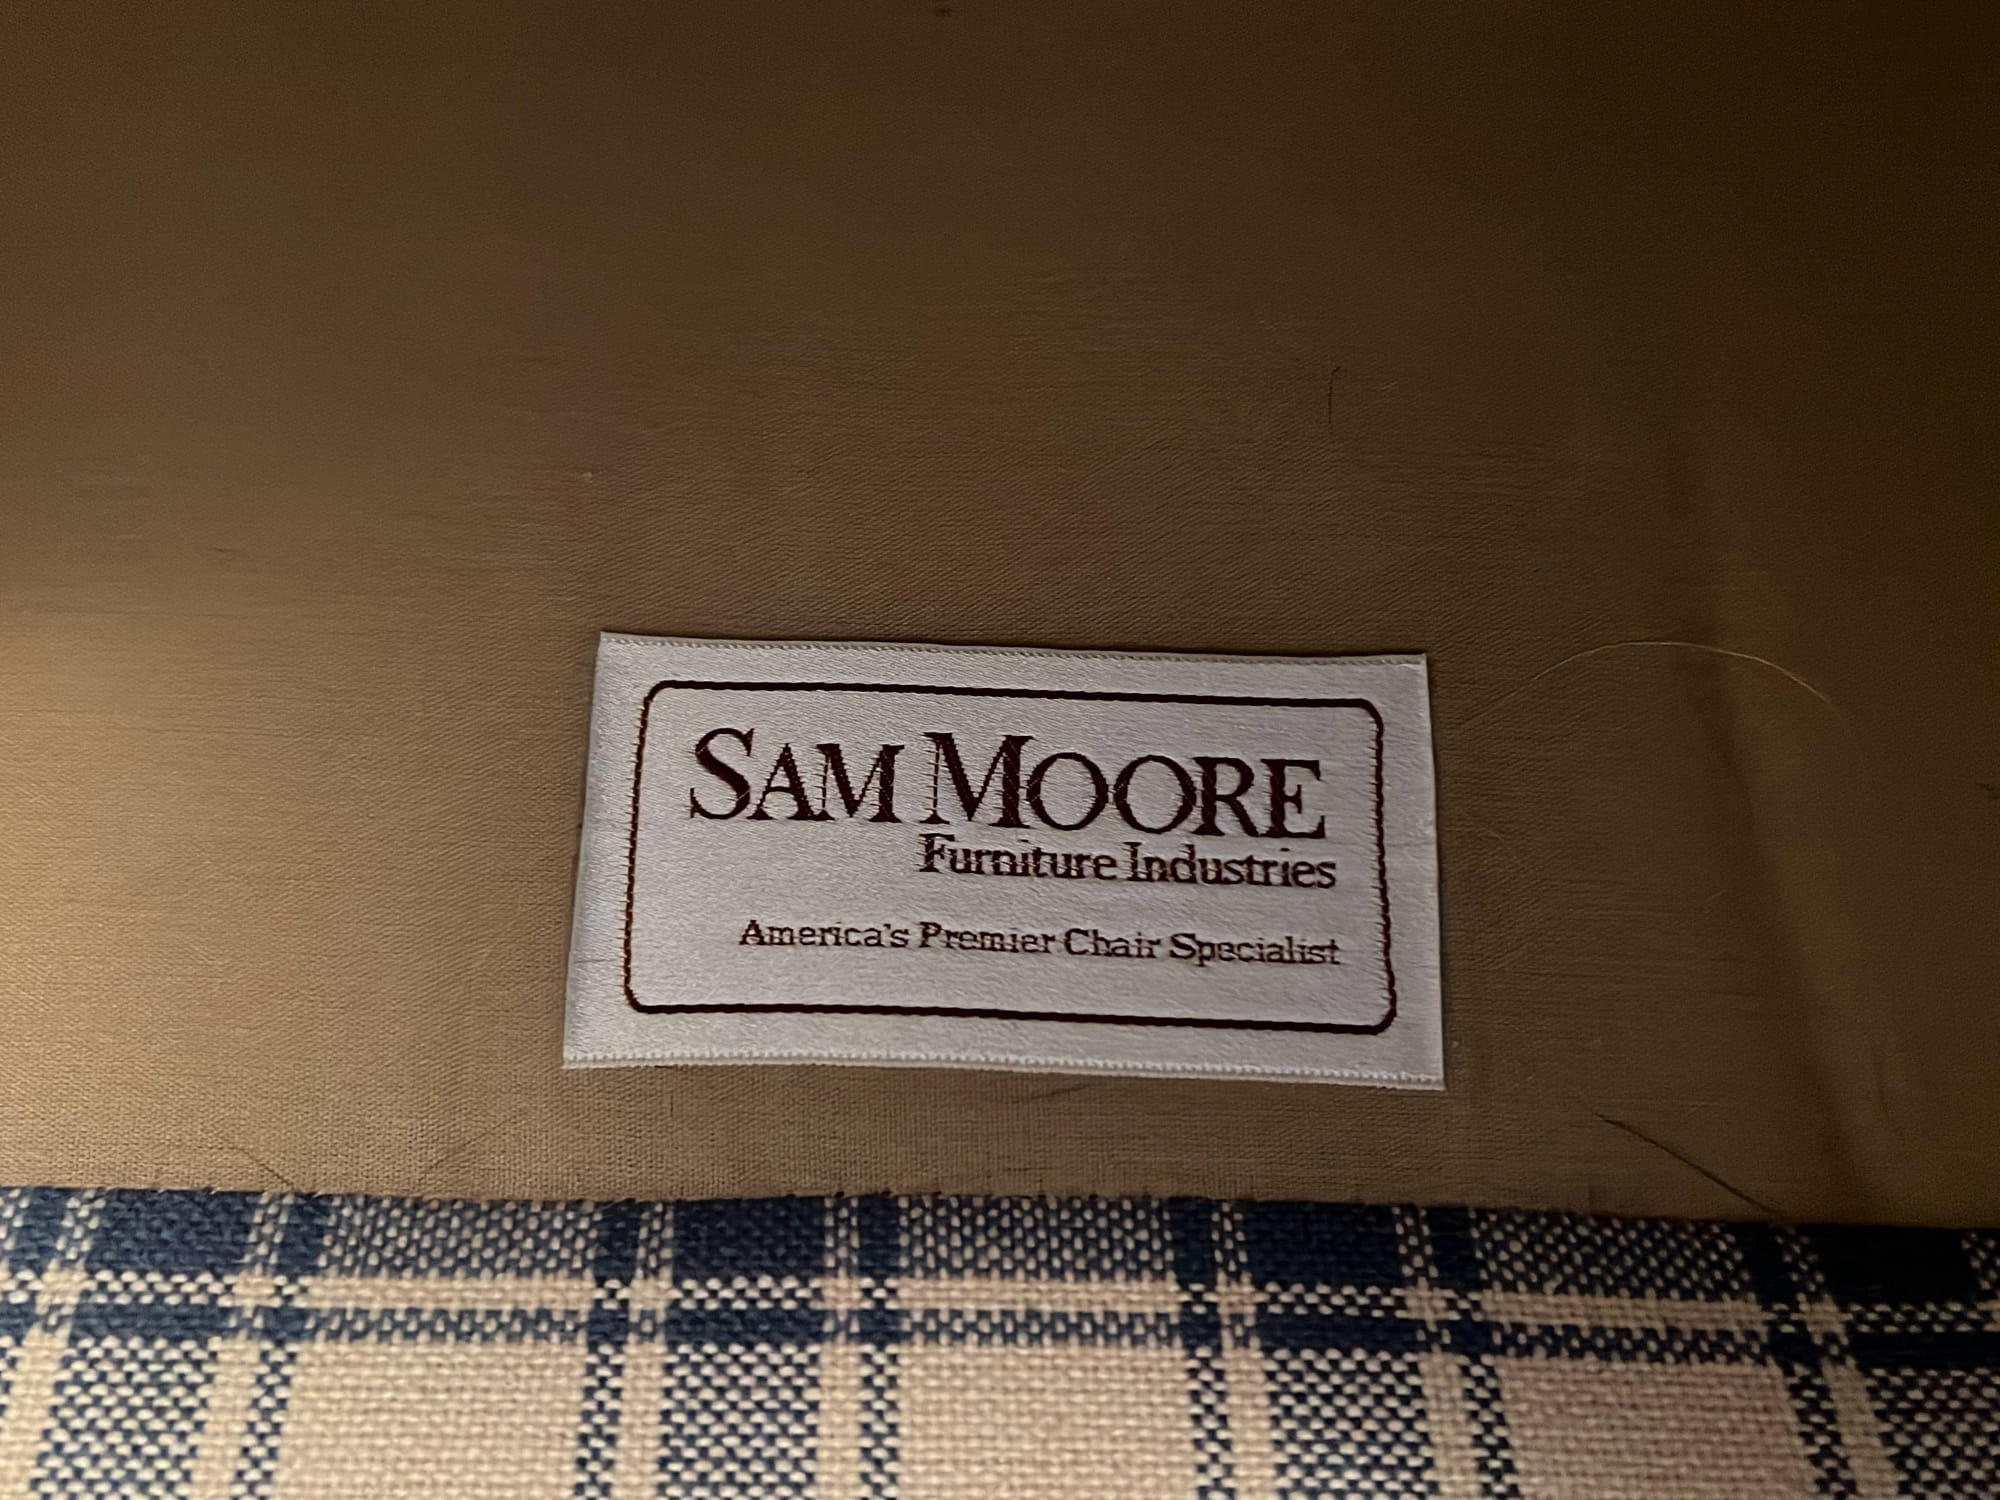 SAM MOORE
Furniture Industries
America's Premier Chair Specialist